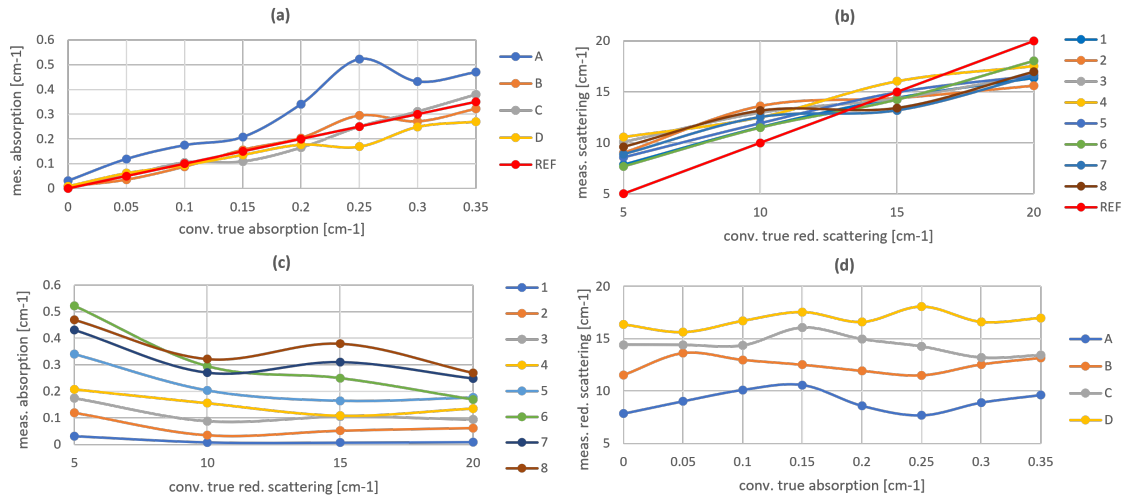 (a)
0.6
0.5
0.4
0.3
0.2
0.1
0
mes. absorption [cm-1]
0 0.05 0.1 0.15 0.2 0.25 0.3 0.35
conv. true absorption [cm-1]
A
B
C
D
REF
(b)
20
15
10
5
meas. scattering [cm-1]
5 10 15 20
conv. true red. scattering [cm-1]
1
2
3
4
5
6
7
8
REF
(c)
0.6
0.5
0.4
0.3
0.2
0.1
0
meas. absorption [cm-1]
5 10 15 20
conv. true red. scattering [cm-1]
1
2
3
4
5
6
7
8
(d)
20
15
10
5
meas. red. scattering [cm-1]
0 0.05 0.1 0.15 0.2 0.25 0.3 0.35
conv. true absorption [cm-1]
A
B
C
D